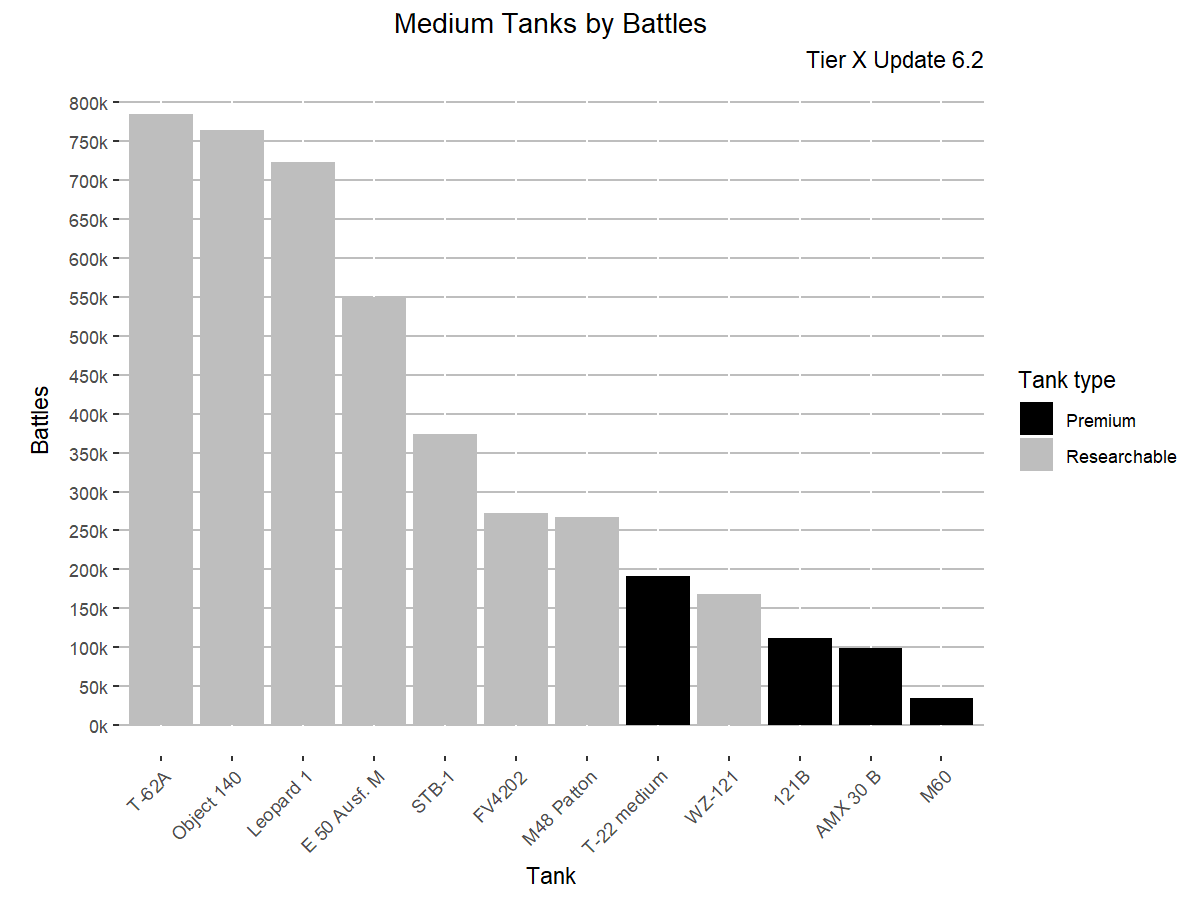 Medium Tanks by Battles
Tier X Update 6.2
800k
750k
700k
650k
600k
550k
500k
450k
400k
350k
300k
250k
200k
150k
100k
50k
0k
Battles
T-62A
Object 140
Leopard 1
E 50 Ausf. M
STB-1
FV4202
M48 Patton
T-22 medium
WZ-121
121B
AMX 30 B
M60
Tank
Tank type
Premium
Researchable